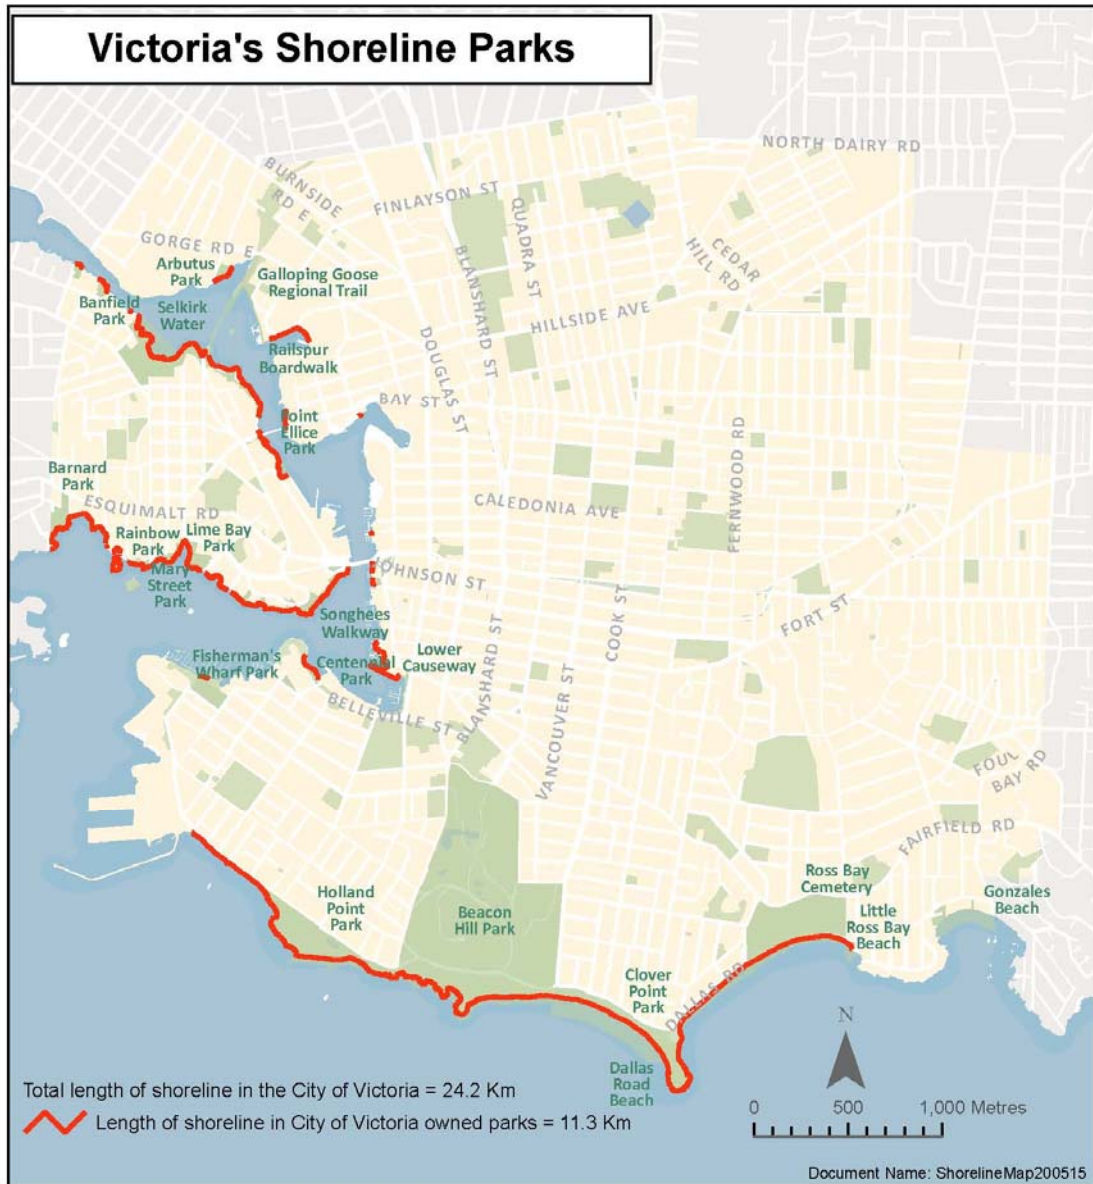 Victoria's Shoreline Parks
NORTH DAIRY RD
BURNSIDE
RD E
FINLAYSON ST
QUADRA ST
BLANSHARD ST
CEDAR
HILL RD
GORGE RD E
Arbutus
Park
Galloping Goose
Regional Trail
Banfield
Park
Selkirk
Water
HILLSIDE AVE
Railspur
Boardwalk
DOUGLAS ST
BAY ST
Point
Ellice
Park
FERNWOOD RD
Barnard
Park
ESQUIMALT RD
CALEDONIA AVE
Rainbow
Park
Lime Bay
Park
Mary
Street
Park
JOHNSON ST
FORT ST
COOK ST
Songhees
Walkway
BLANSHARD ST
Lower
Causeway
Fisherman's
Wharf Park
Centennial
Park
BELLEVILLE ST
VANCOUVER ST
FOUL
BAY RD
FAIRFIELD RD
Ross Bay
Cemetery
Gonzales
Beach
Holland
Point
Park
Beacon
Hill Park
Little
Ross Bay
Beach
Clover
Point
Park
DALLAS RD
N
Dallas
Road
Beach
Total length of shoreline in the City of Victoria = 24.2 Km
Length of shoreline in City of Victoria owned parks = 11.3 Km
0 500 1,000 Metres
Document Name: ShorelineMap200515